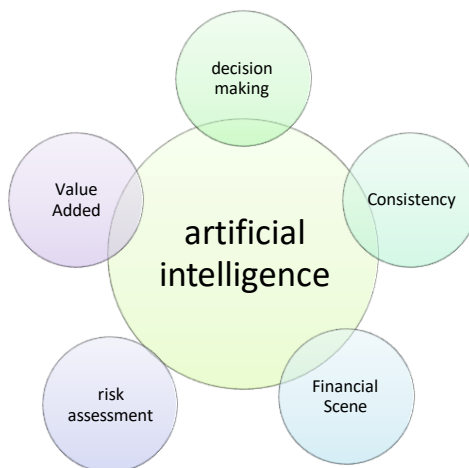 decision
making
Value
Added
Consistency
artificial
intelligence
risk
assessment
Financial
Scene